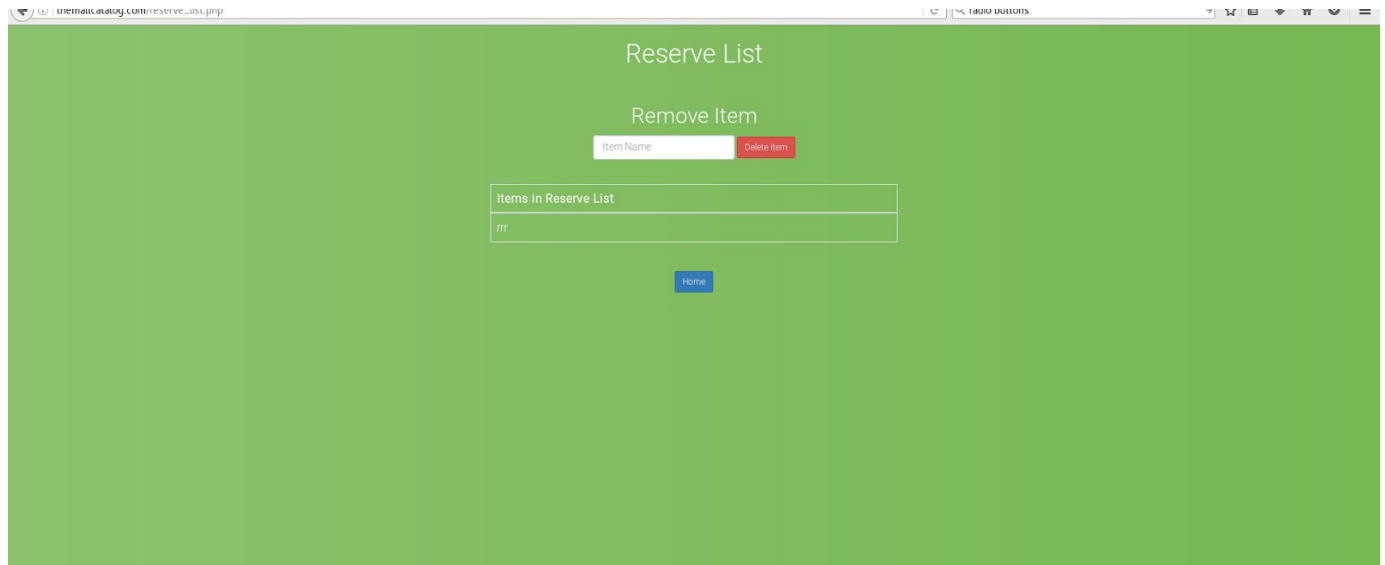 themallcatalog.com/reserve_list.php
radio buttons
Reserve List
Remove Item
Item Name
Delete Item
Items in Reserve List
rrr
Home